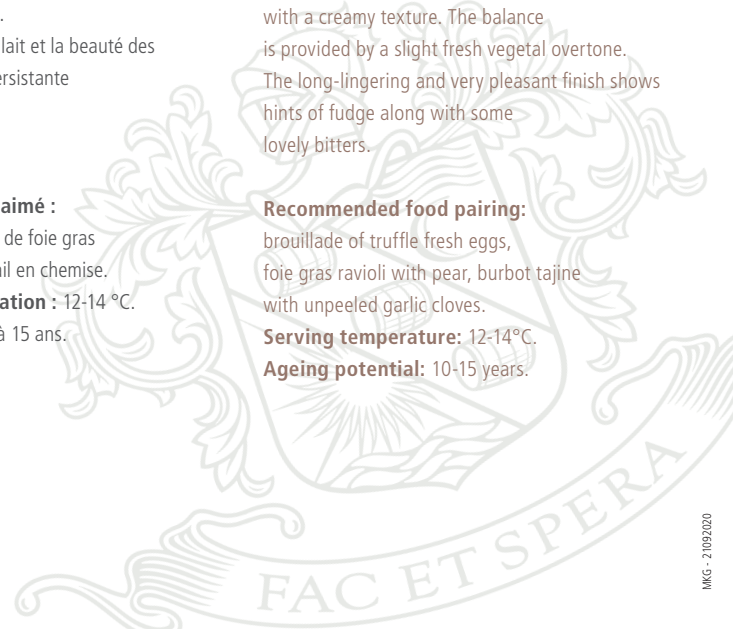 .
lait et la beauté des
ersistante
aimé :
de foie gras
ail en chemise.
ation : 12-14 °C.
à 15 ans.
with a creamy texture. The balance
is provided by a slight fresh vegetal overtone.
The long-lingering and very pleasant finish shows
hints of fudge along with some
lovely bitters.
Recommended food pairing:
brouillade of truffle fresh eggs,
foie gras ravioli with pear, burbot tajine
with unpeeled garlic cloves.
Serving temperature: 12-14°C.
Ageing potential: 10-15 years.
FAC ET SPERA
MKG - 21092020